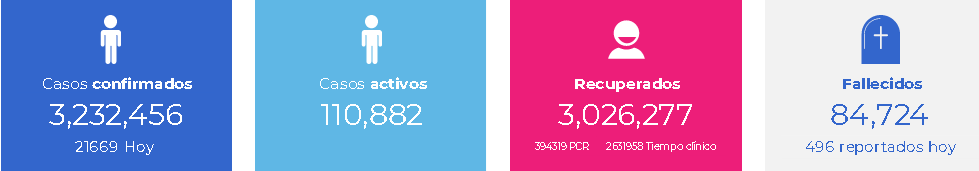 Casos confirmados
3,232,456
21669 Hoy
Casos activos
110,882
Recuperados
3,026,277
394319 PCR 2631958 Tiempo clínico
Fallecidos
84,724
496 reportados hoy